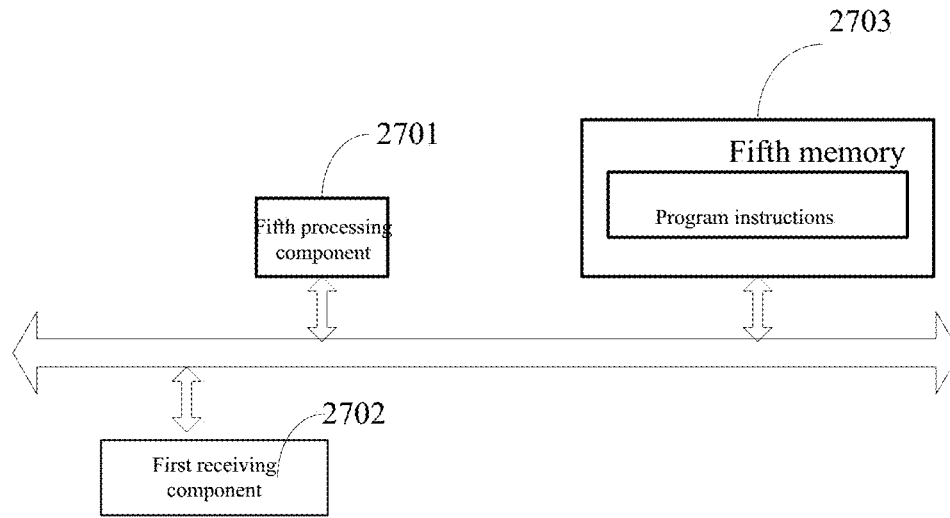 2703
2701
Fifth memory
Program instructions
Fifth processing
component
2702
First receiving
component